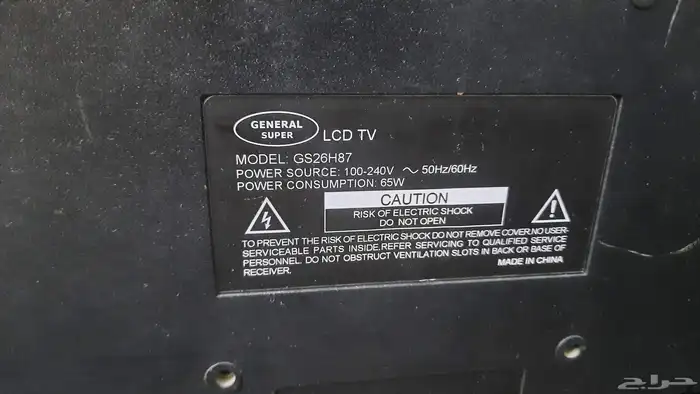 GENERAL
SUPER
LCD TV
MODEL: GS26H87
POWER SOURCE: 100-240V ～ 50Hz/60Hz
POWER CONSUMPTION: 65W
CAUTION
RISK OF ELECTRIC SHOCK
DO NOT OPEN
TO PREVENT THE RISK OF ELECTRIC SHOCK DO NOT REMOVE COVER.NO USER-
SERVICEABLE PARTS INSIDE.REFER SERVICING TO QUALIFIED SERVICE
PERSONNEL. DO NOT OBSTRUCT VENTILATION SLOTS IN BACK OR BASE OF
RECEIVER.
MADE IN CHINA
حراج